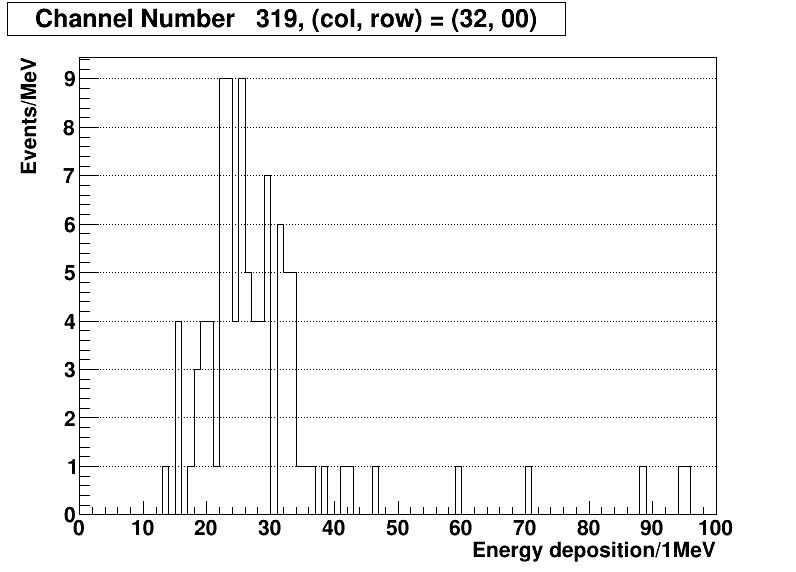 Channel Number   319, (col, row) = (32, 00)
Events/MeV
9
8
7
6
5
4
3
2
1
0
0 10 20 30 40 50 60 70 80 90 100
Energy deposition/1MeV